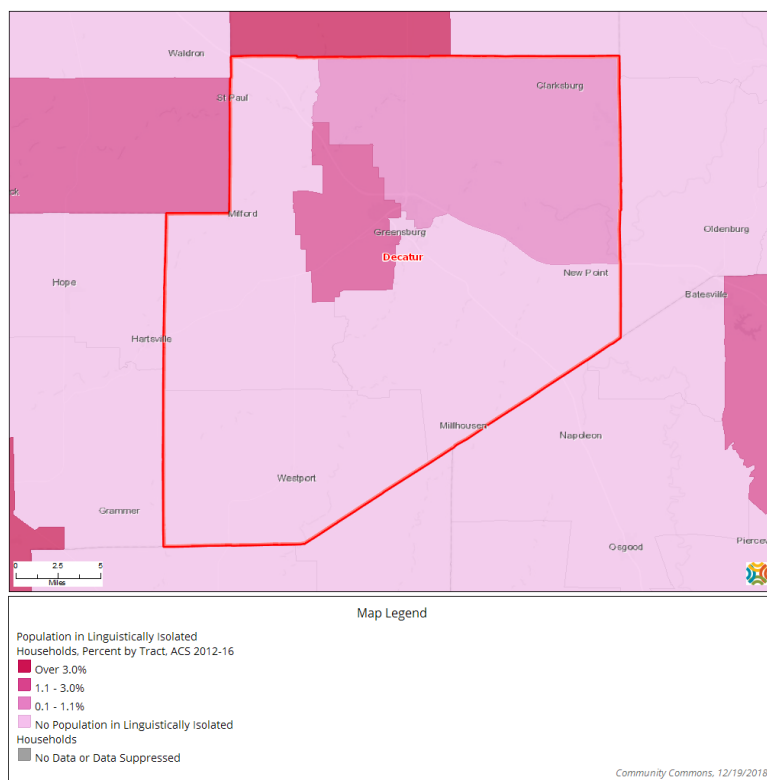 Waldron
Clarksburg
St Paul
ck
Milford
Oldenburg
Greensburg
Decatur
New Point
Hope
Batesville
Hartsville
Millhousen
Napoleon
Westport
Grammer
Osgood
Piercev
0 2.5 5
Miles
Map Legend
Population in Linguistically Isolated
Households, Percent by Tract, ACS 2012-16
Over 3.0%
1.1 - 3.0%
0.1 - 1.1%
No Population in Linguistically Isolated
Households
No Data or Data Suppressed
Community Commons, 12/19/2018